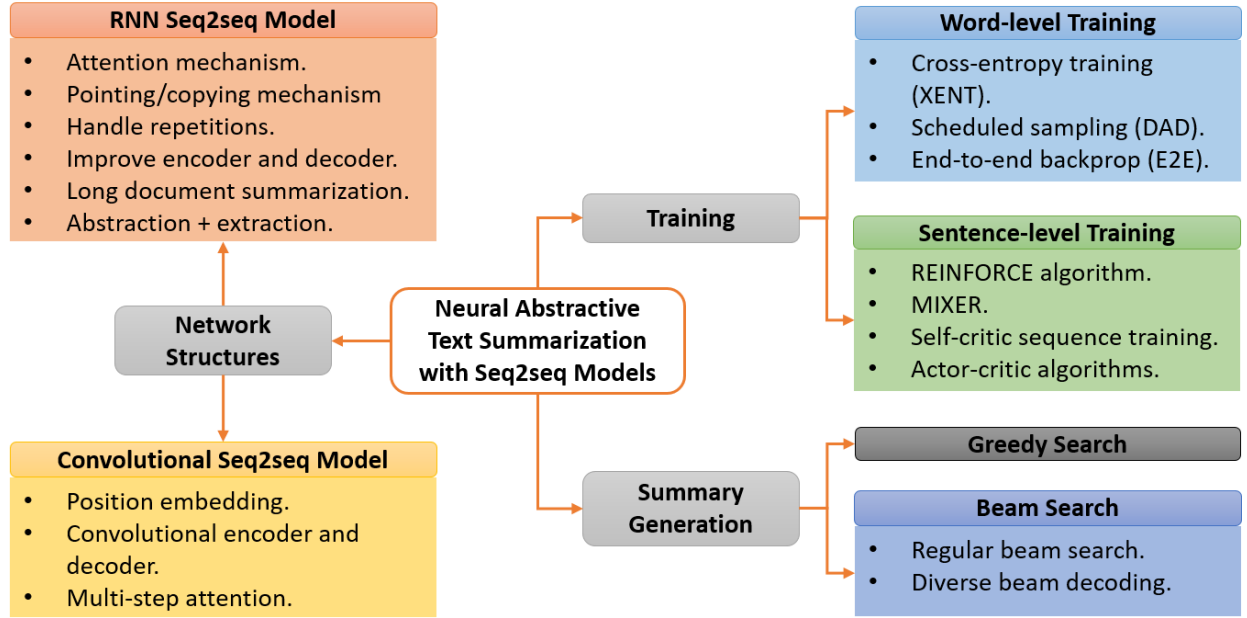 RNN Seq2seq Model
• Attention mechanism.
• Pointing/copying mechanism
• Handle repetitions.
• Improve encoder and decoder.
• Long document summarization.
• Abstraction + extraction.
Network
Structures
Convolutional Seq2seq Model
• Position embedding.
• Convolutional encoder and
decoder.
• Multi-step attention.
Neural Abstractive
Text Summarization
with Seq2seq Models
Training
Word-level Training
• Cross-entropy training
(XENT).
• Scheduled sampling (DAD).
• End-to-end backprop (E2E).
Sentence-level Training
• REINFORCE algorithm.
• MIXER.
• Self-critic sequence training.
• Actor-critic algorithms.
Summary
Generation
Greedy Search
Beam Search
• Regular beam search.
• Diverse beam decoding.